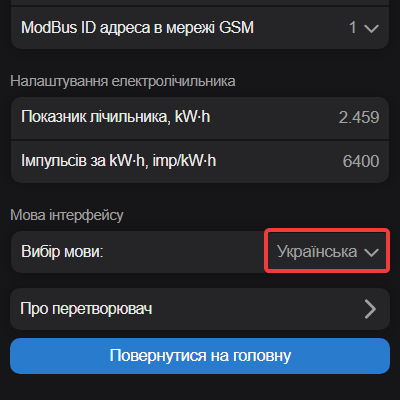 ModBus ID адреса в мережі GSM 1
Налаштування електролічильника
Показник лічильника, kW·h 2.459
Імпульсів за kW·h, imp/kW·h 6400
Мова інтерфейсу
Вибір мови: Українська
Про перетворювач
Повернутися на головну